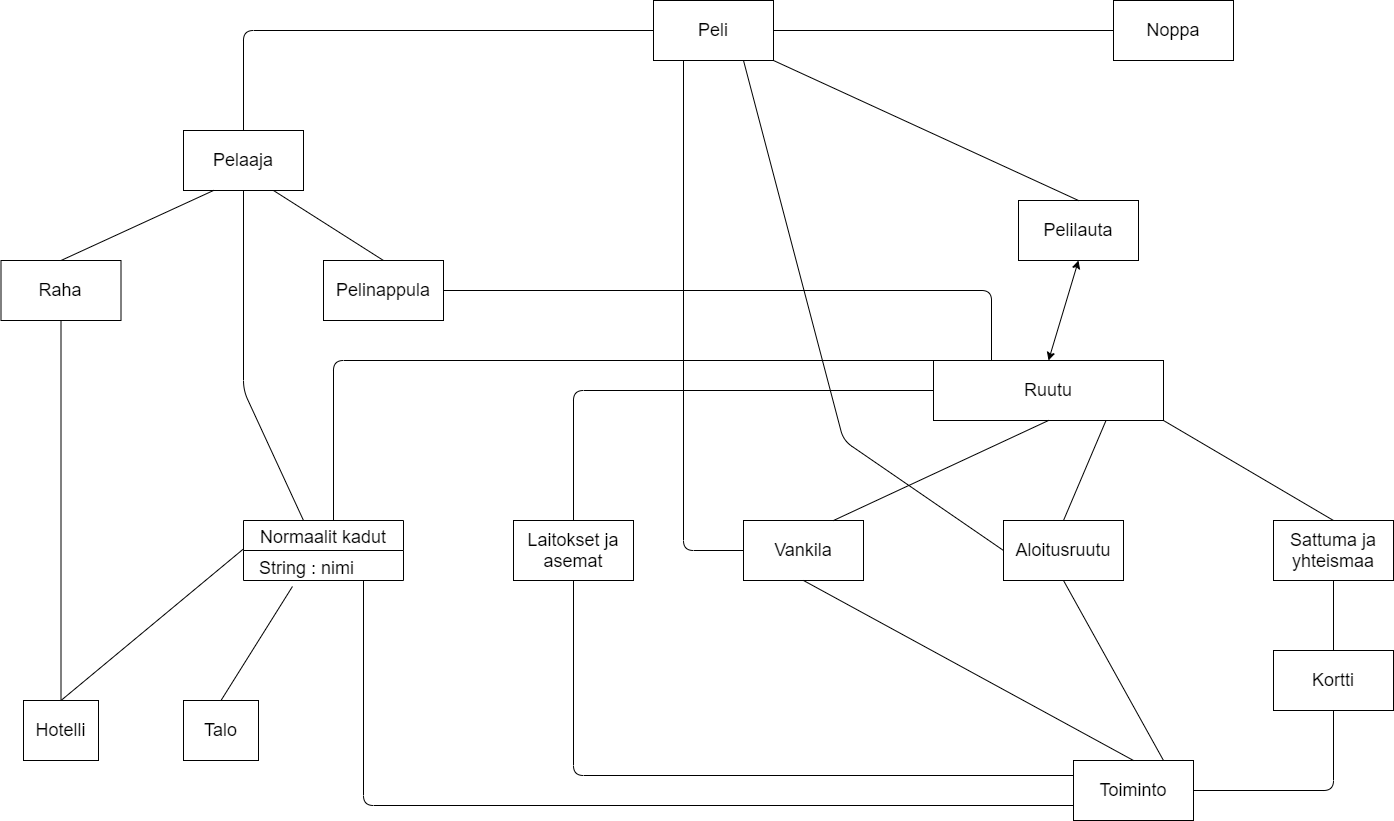 Peli
Noppa
Pelaaja
Pelilauta
Raha
Pelinappula
Ruutu
Normaalit kadut
String : nimi
Laitokset ja
asemat
Vankila
Aloitusruutu
Sattuma ja
yhteismaa
Kortti
Hotelli
Talo
Toiminto